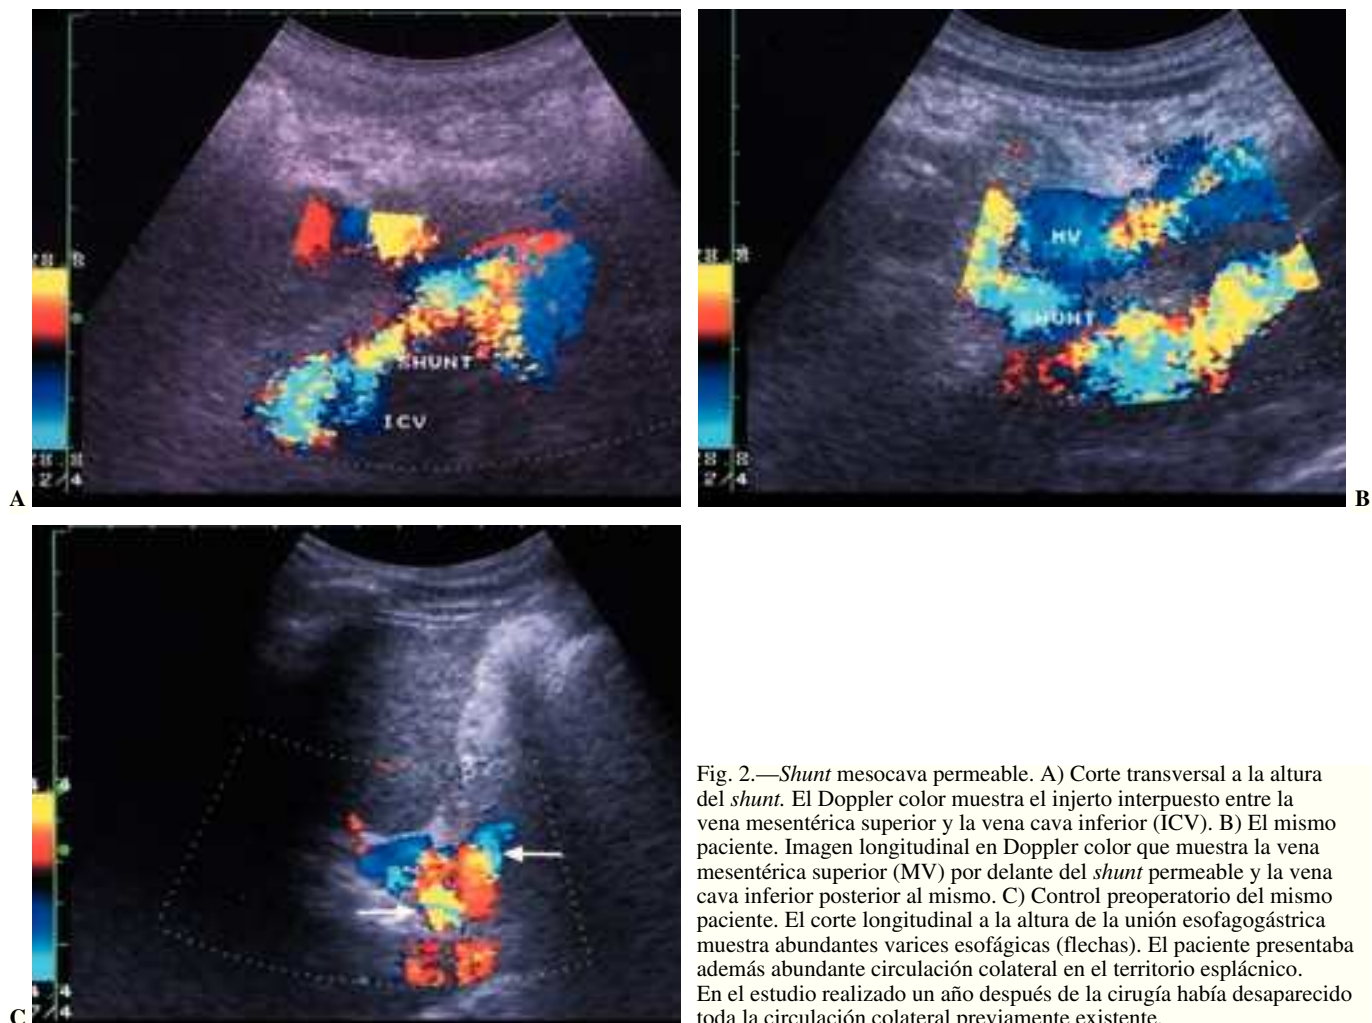 SHUNT
ICV
A
MV
SHUNT
B
C
Fig. 2.—Shunt mesocava permeable. A) Corte transversal a la altura
del shunt. El Doppler color muestra el injerto interpuesto entre la
vena mesentérica superior y la vena cava inferior (ICV). B) El mismo
paciente. Imagen longitudinal en Doppler color que muestra la vena
mesentérica superior (MV) por delante del shunt permeable y la vena
cava inferior posterior al mismo. C) Control preoperatorio del mismo
paciente. El corte longitudinal a la altura de la unión esofagogástrica
muestra abundantes varices esofágicas (flechas). El paciente presentaba
además abundante circulación colateral en el territorio esplácnico.
En el estudio realizado un año después de la cirugía había desaparecido
toda la circulación colateral previamente existente.